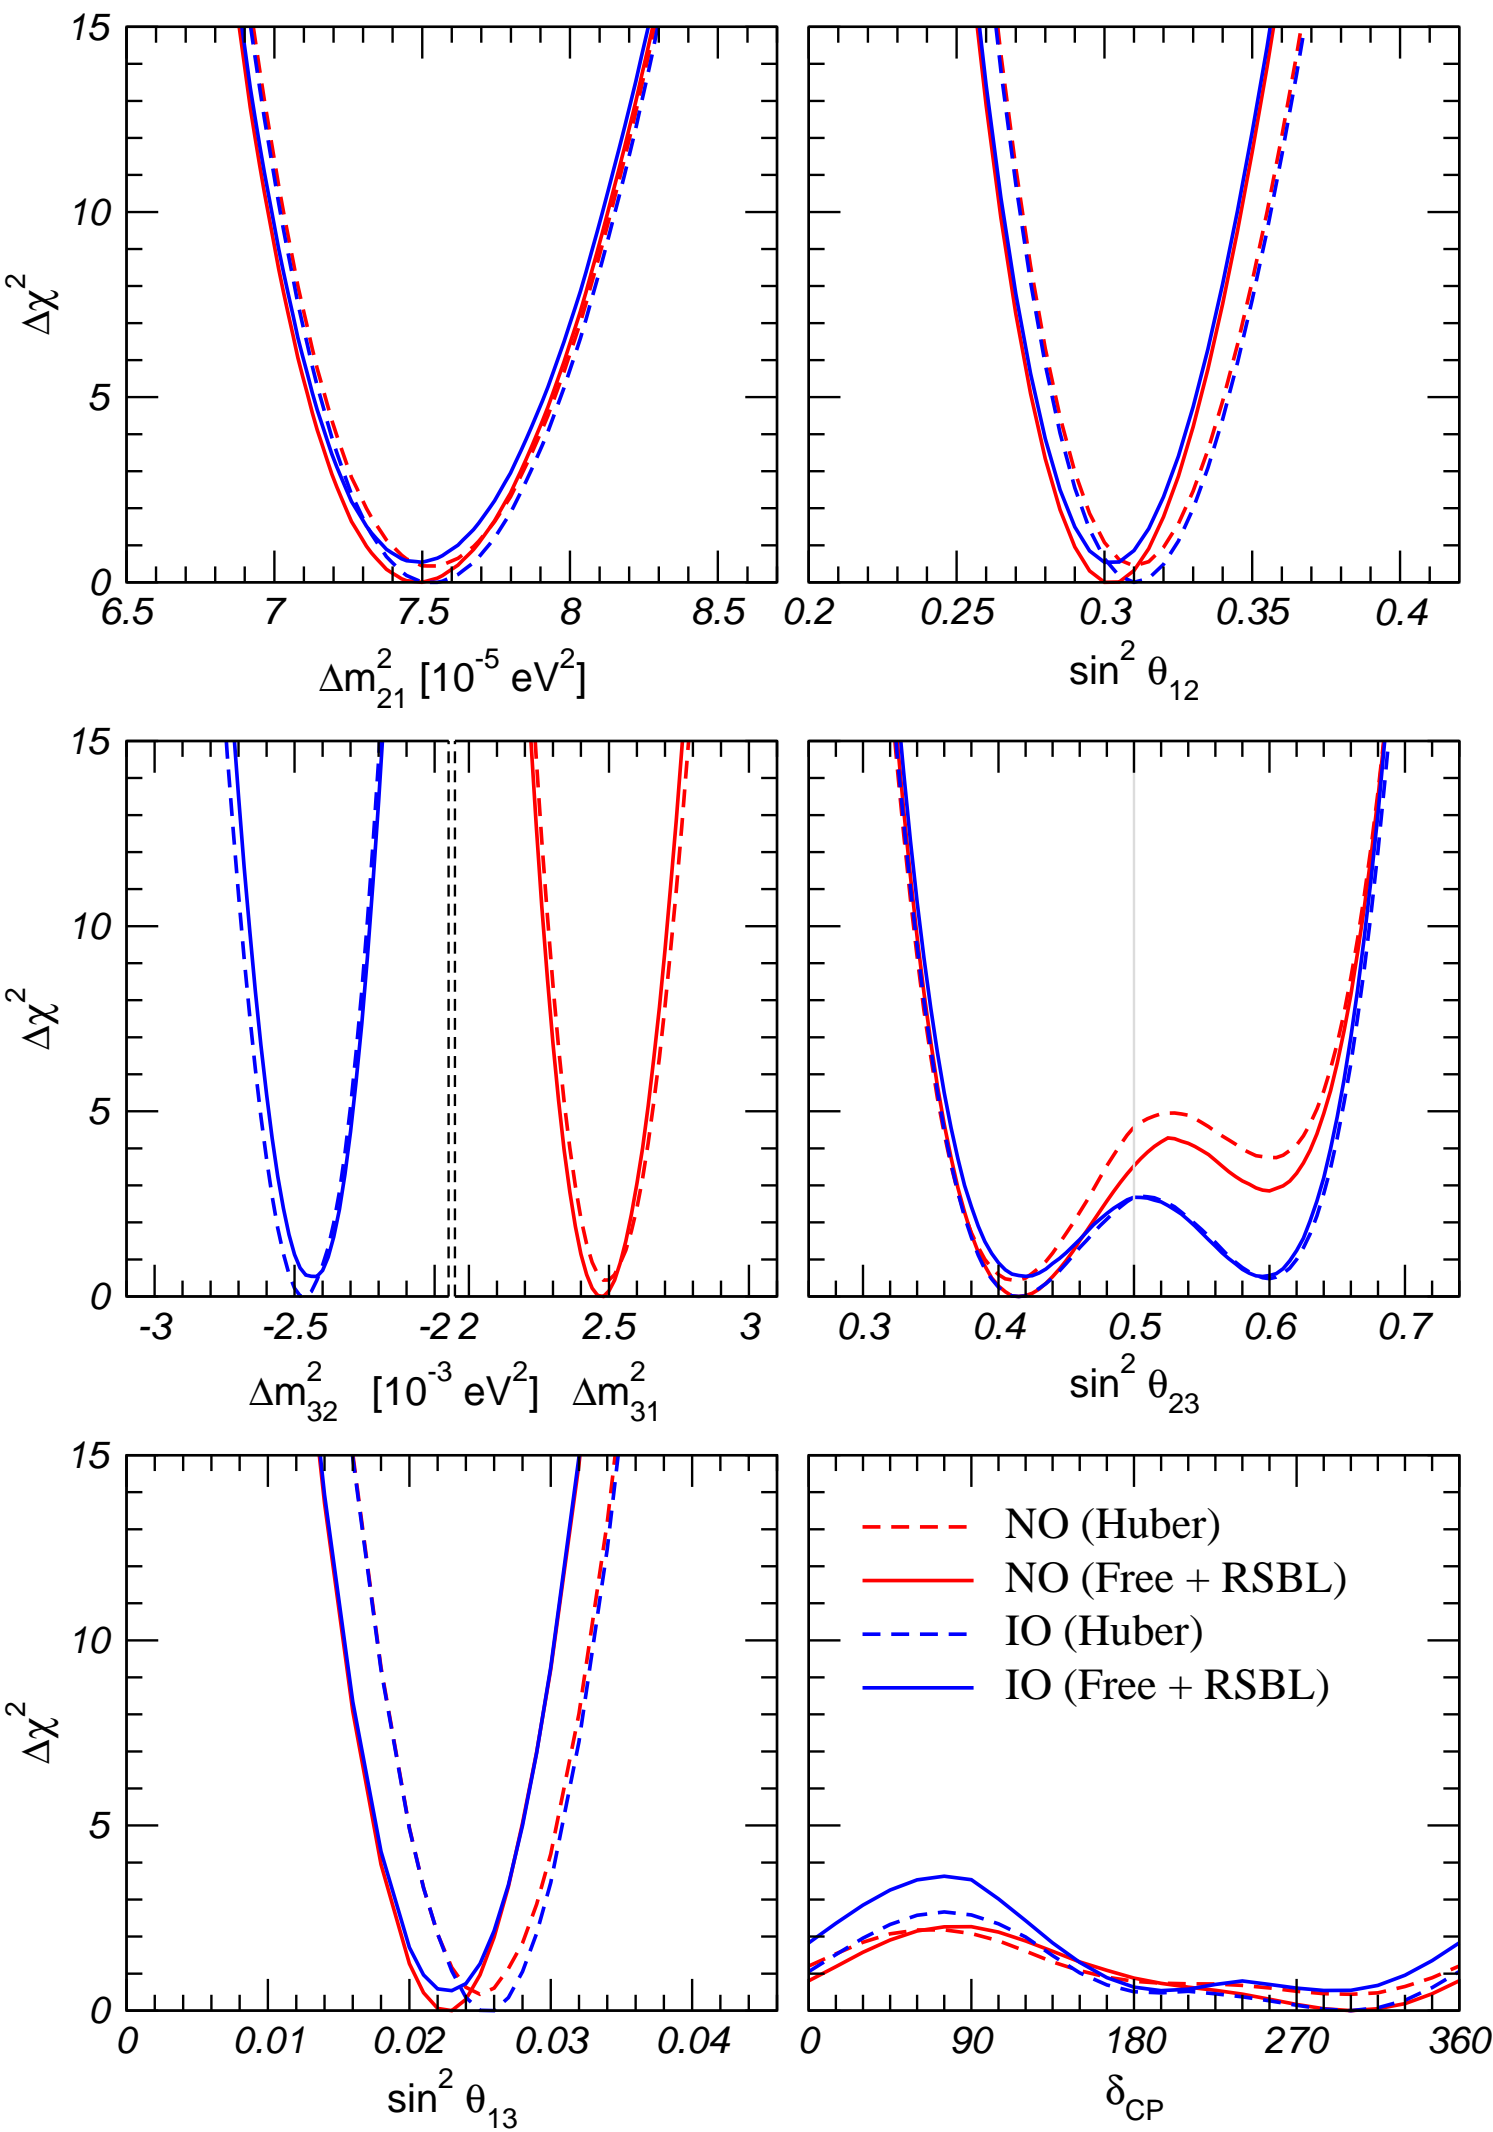 15
10
5
0
Δχ²
6.5 7 7.5 8 8.5
Δm²₂₁ [10⁻⁵ eV²]
0.2 0.25 0.3 0.35 0.4
sin² θ₁₂
15
10
5
0
Δχ²
-3 -2.5 -2 2 2.5 3
Δm²₃₂ [10⁻³ eV²] Δm²₃₁
0.3 0.4 0.5 0.6 0.7
sin² θ₂₃
15
10
5
0
Δχ²
0 0.01 0.02 0.03 0.04
sin² θ₁₃
NO (Huber)
NO (Free + RSBL)
IO (Huber)
IO (Free + RSBL)
0 90 180 270 360
δ_CP